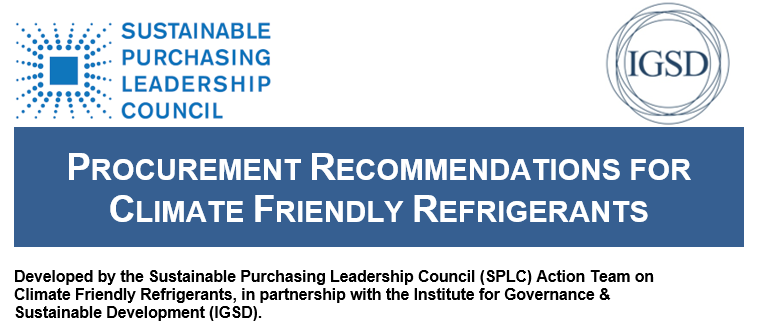 SUSTAINABLE
PURCHASING
LEADERSHIP
COUNCIL
IGSD
PROCUREMENT RECOMMENDATIONS FOR
CLIMATE FRIENDLY REFRIGERANTS
Developed by the Sustainable Purchasing Leadership Council (SPLC) Action Team on
Climate Friendly Refrigerants, in partnership with the Institute for Governance &
Sustainable Development (IGSD).